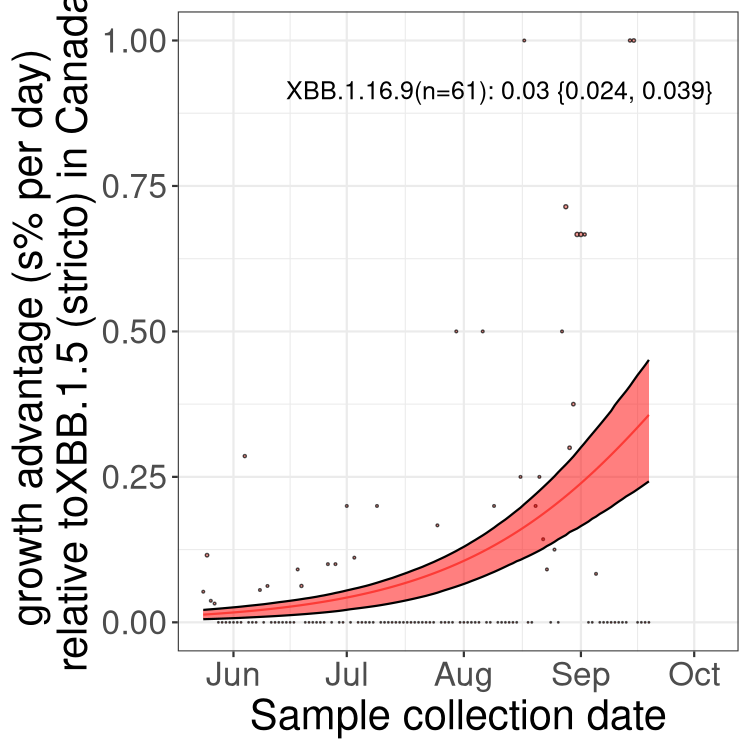 growth advantage (s% per day)
relative toXBB.1.5 (stricto) in Canada
1.00
0.75
0.50
0.25
0.00
XBB.1.16.9(n=61): 0.03 {0.024, 0.039}
Jun Jul Aug Sep Oct
Sample collection date